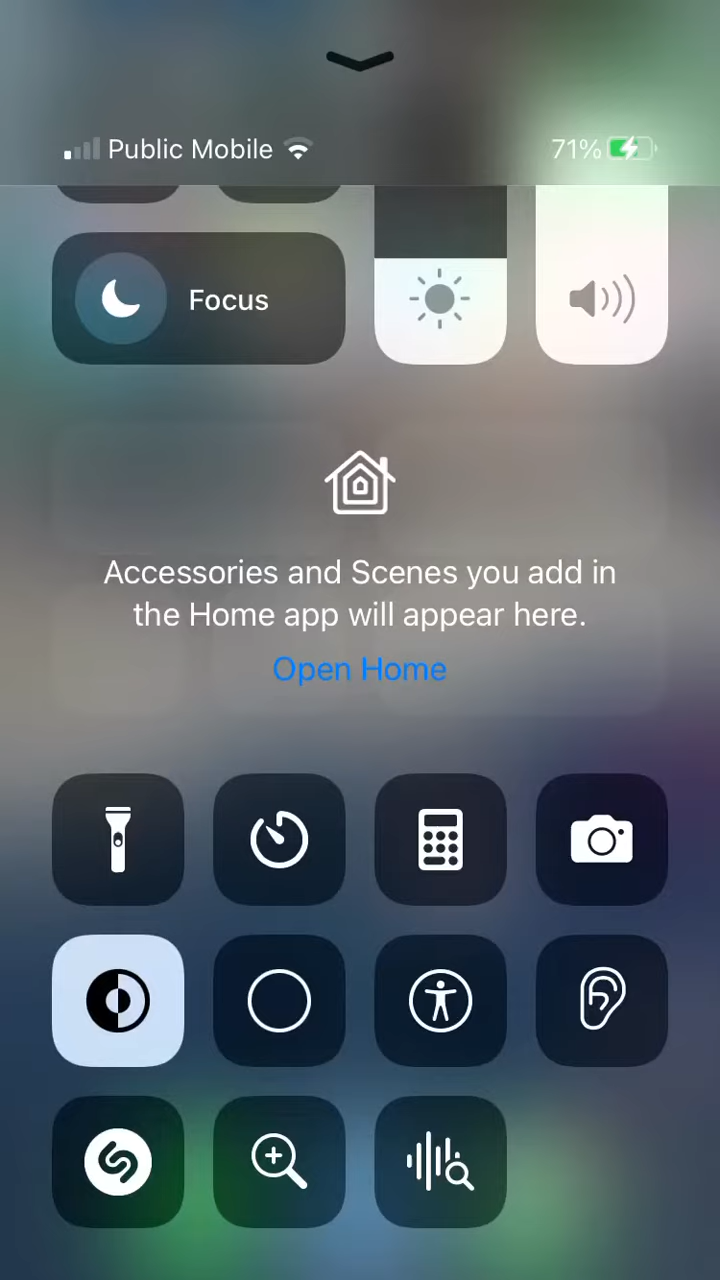 Public Mobile
71%
Focus
Accessories and Scenes you add in
the Home app will appear here.
Open Home